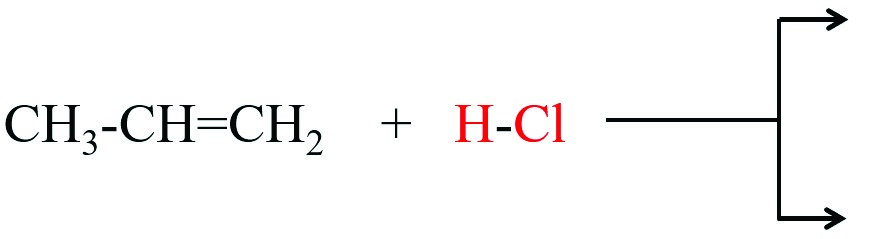 CH₃-CH=CH₂ + H-Cl